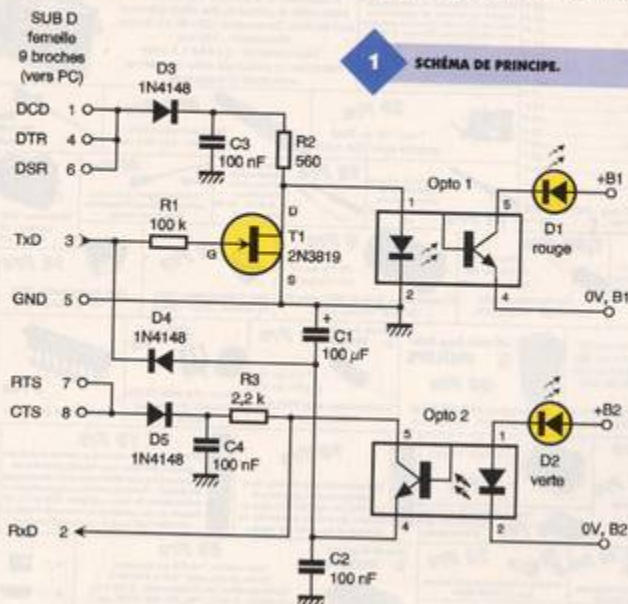 SUB D
femelle
9 broches
(vers PC)
1
SCHÉMA DE PRINCIPE.
D3
1N4148
DCD 1
DTR 4
DSR 6
C3
100 nF
R2
560
Opto 1
+B1
D1
rouge
1
5
2
4
0V, B1
R1
100 k
TxD 3
G
D
T1
2N3819
S
GND 5
D4
1N4148
+
C1
100 µF
RTS 7
CTS 8
D5
1N4148
R3
2,2 k
C4
100 nF
Opto 2
+B2
D2
verte
5
1
4
2
0V, B2
RxD 2
C2
100 nF